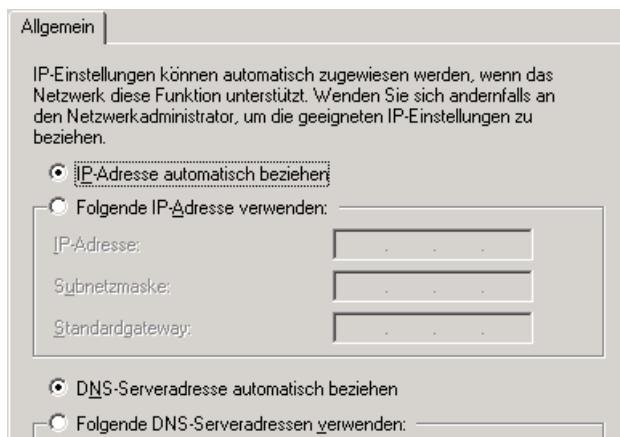 Allgemein
IP-Einstellungen können automatisch zugewiesen werden, wenn das
Netzwerk diese Funktion unterstützt. Wenden Sie sich andernfalls an
den Netzwerkadministrator, um die geeigneten IP-Einstellungen zu
beziehen.
IP-Adresse automatisch beziehen
Folgende IP-Adresse verwenden:
IP-Adresse:
Subnetzmaske:
Standardgateway:
DNS-Serveradresse automatisch beziehen
Folgende DNS-Serveradressen verwenden: